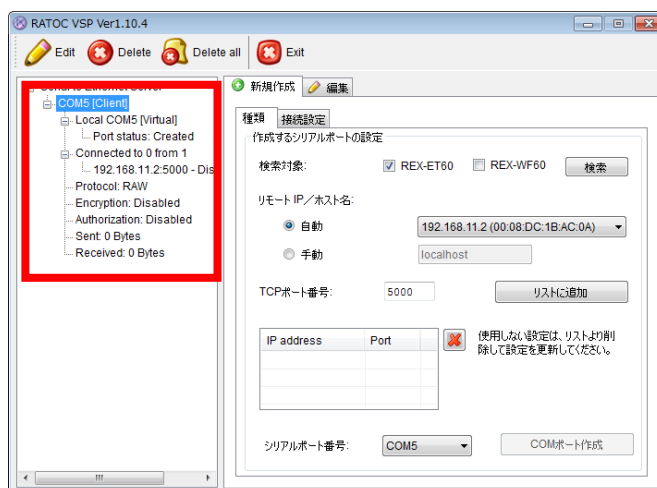 RATOC VSP Ver1.10.4
Edit Delete Delete all Exit
Serial to Ethernet Server
COM5 [Client]
Local COM5 [Virtual]
Port status: Created
Connected to 0 from 1
192.168.11.2:5000 - Dis
Protocol: RAW
Encryption: Disabled
Authorization: Disabled
Sent: 0 Bytes
Received: 0 Bytes
新規作成 編集
種類 接続設定
作成するシリアルポートの設定
検索対象: REX-ET60 REX-WF60 検索
リモート IP/ホスト名:
自動 192.168.11.2 (00:08:DC:1B:AC:0A)
手動 localhost
TCPポート番号: 5000 リストに追加
IP address Port
使用しない設定は、リストより削
除して設定を更新してください。
シリアルポート番号: COM5 COMポート作成